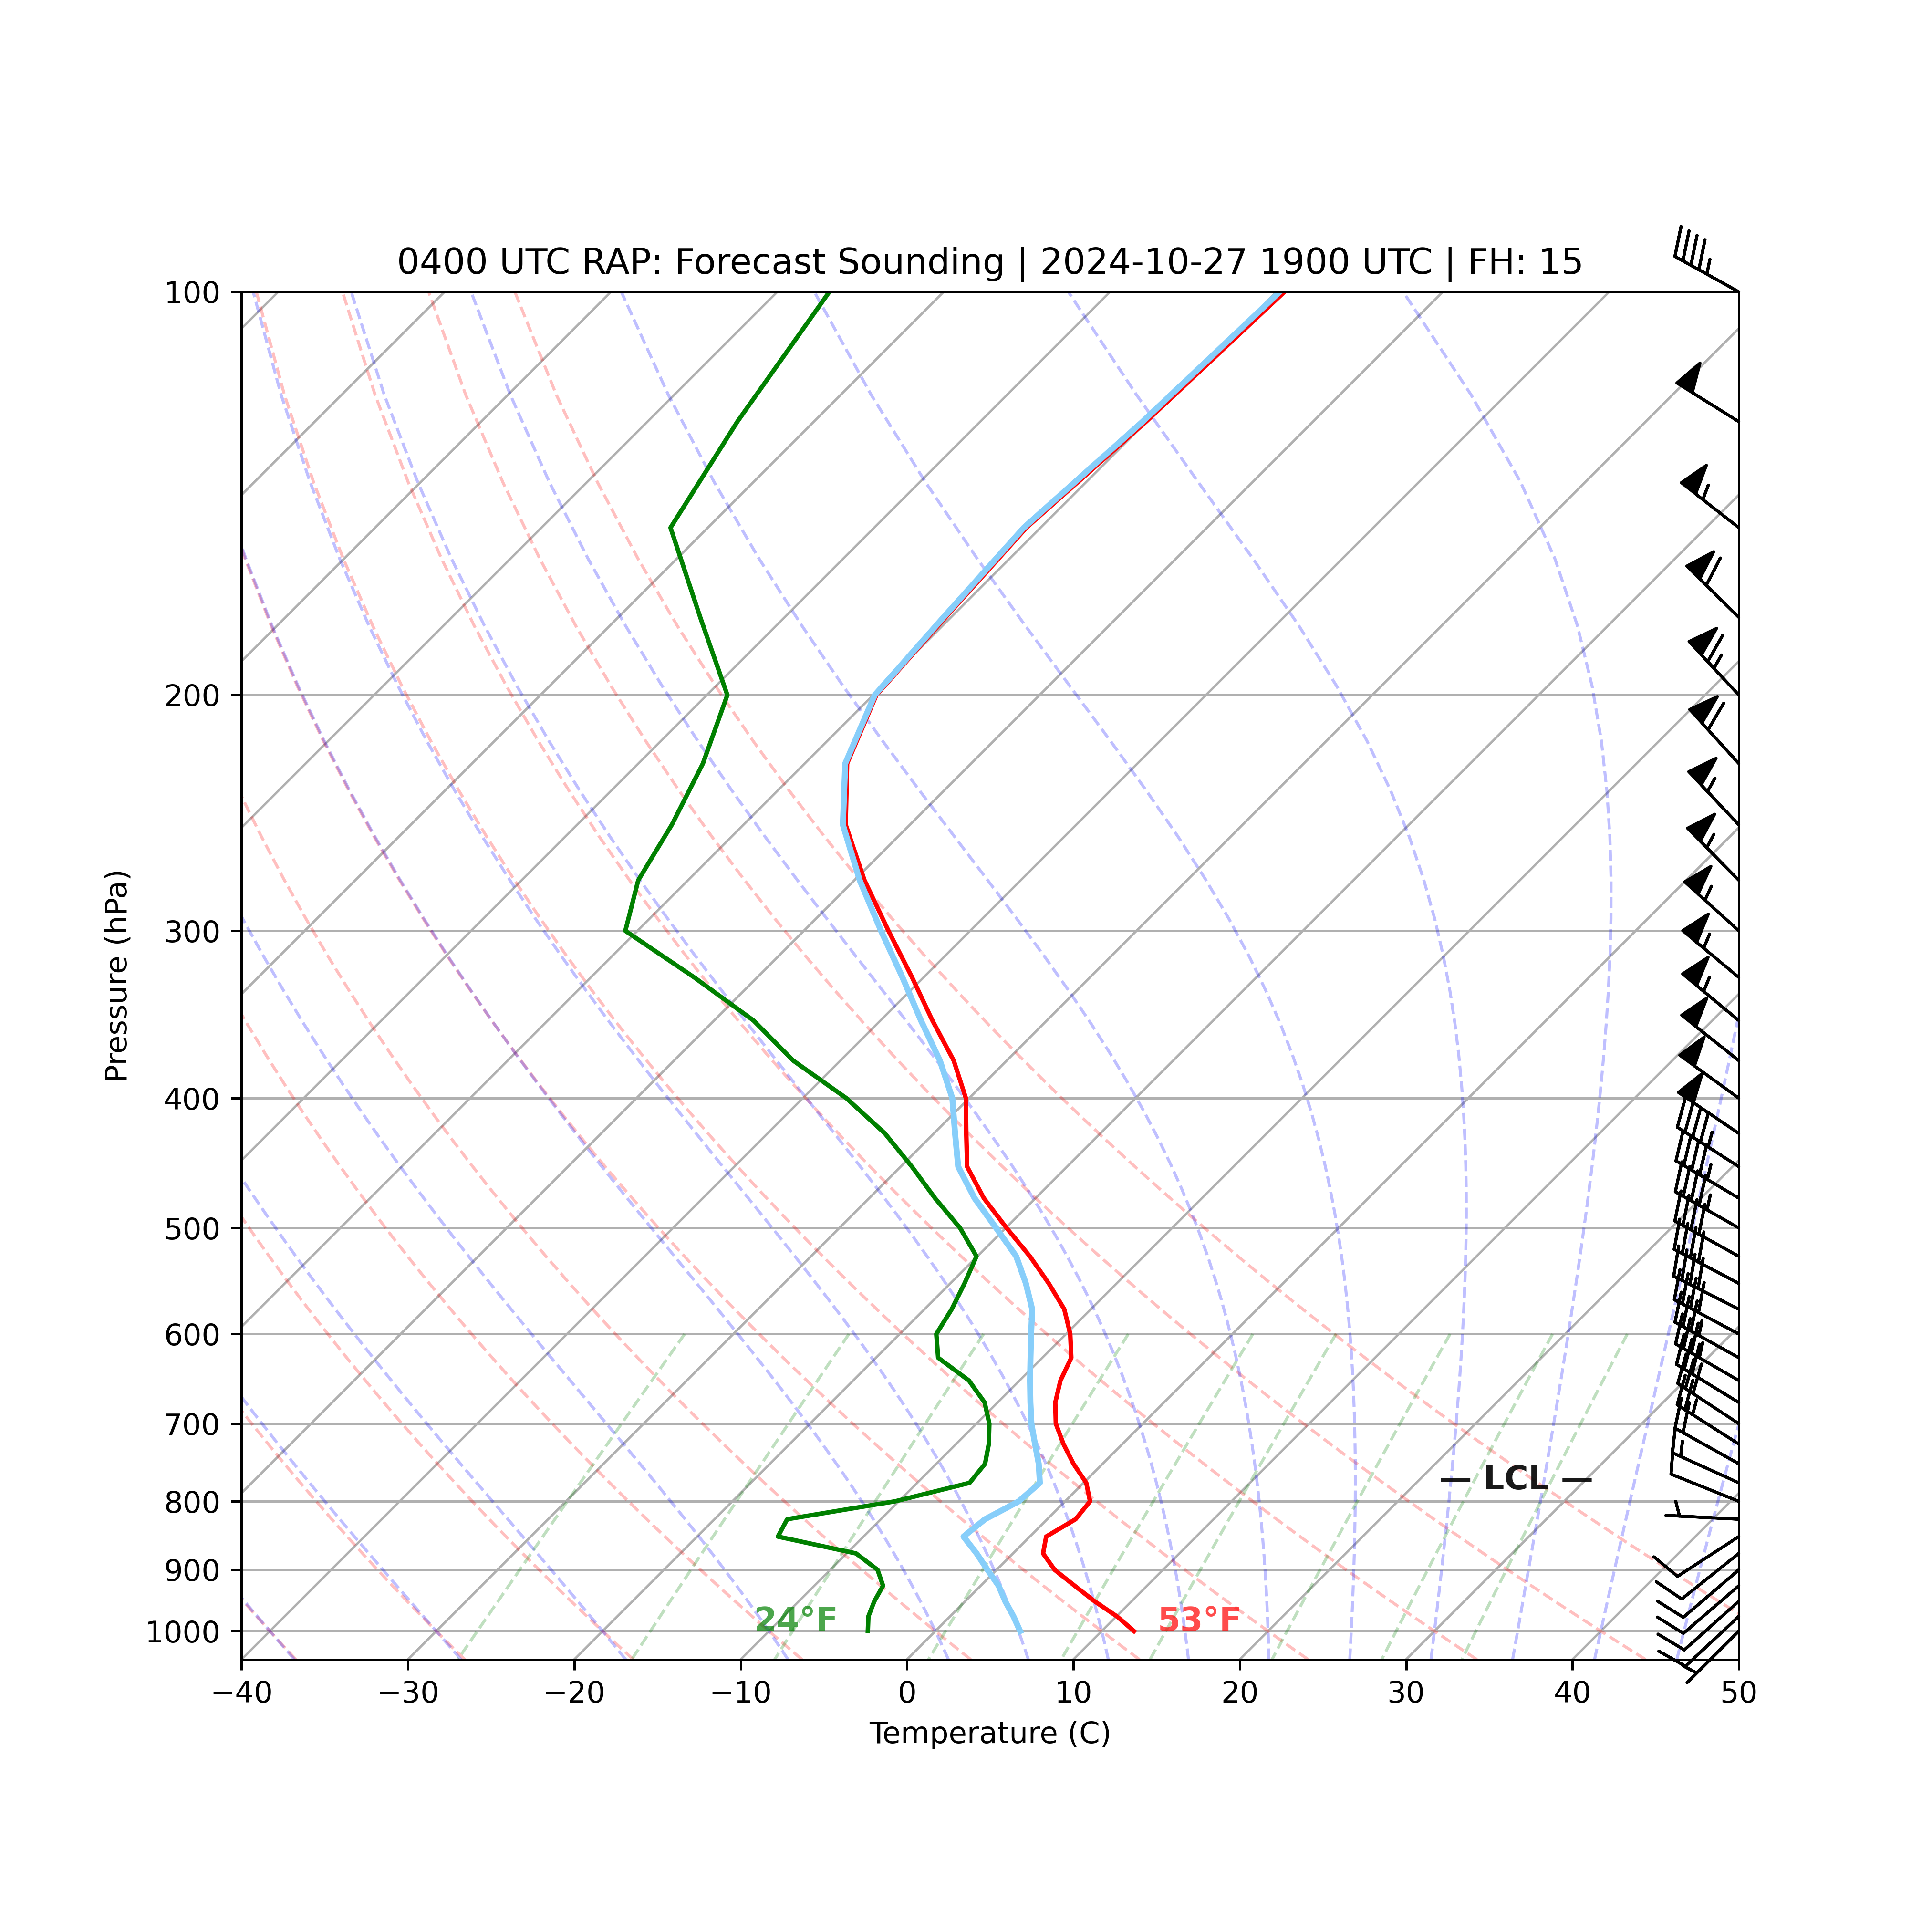 0400 UTC RAP: Forecast Sounding | 2024-10-27 1900 UTC | FH: 15
100
200
300
400
500
600
700
800
900
1000
Pressure (hPa)
— LCL —
24°F
53°F
−40 −30 −20 −10 0 10 20 30 40 50
Temperature (C)